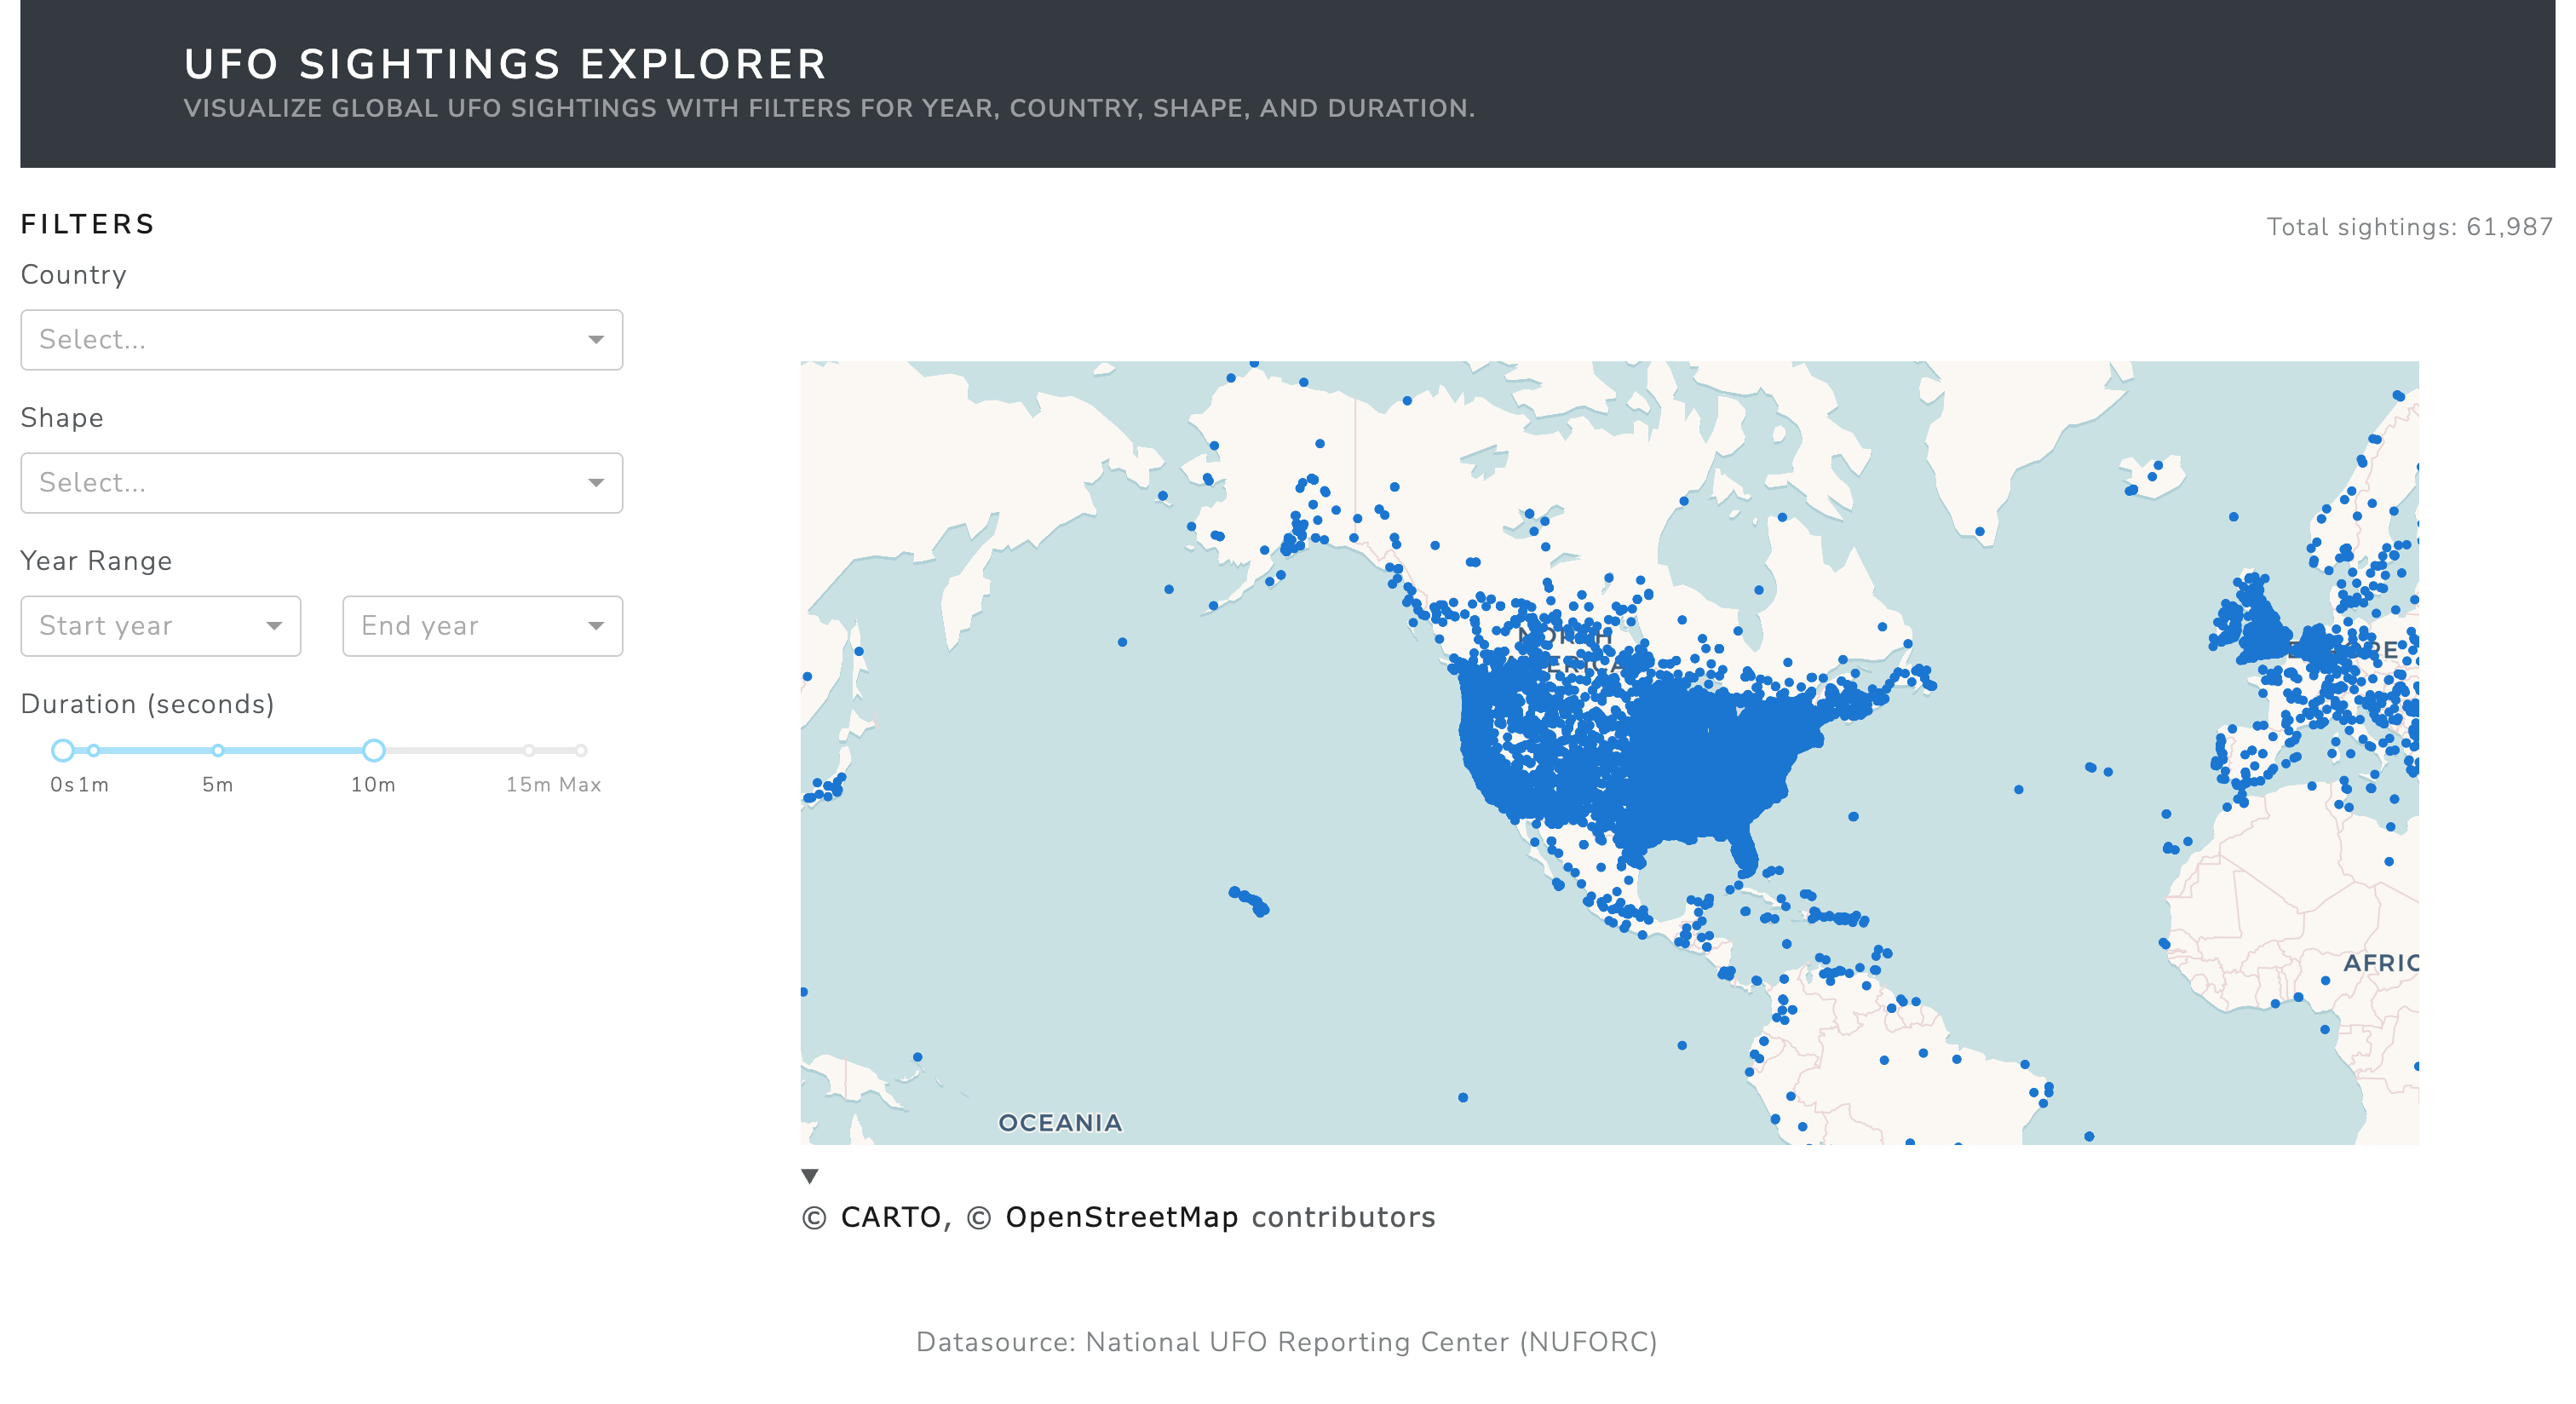 UFO SIGHTINGS EXPLORER
VISUALIZE GLOBAL UFO SIGHTINGS WITH FILTERS FOR YEAR, COUNTRY, SHAPE, AND DURATION.
FILTERS
Total sightings: 61,987
Country
Select...
Shape
Select...
Year Range
Start year
End year
Duration (seconds)
0s 1m 5m 10m 15m Max
NORTH
AFRIC
OCEANIA
© CARTO, © OpenStreetMap contributors
Datasource: National UFO Reporting Center (NUFORC)